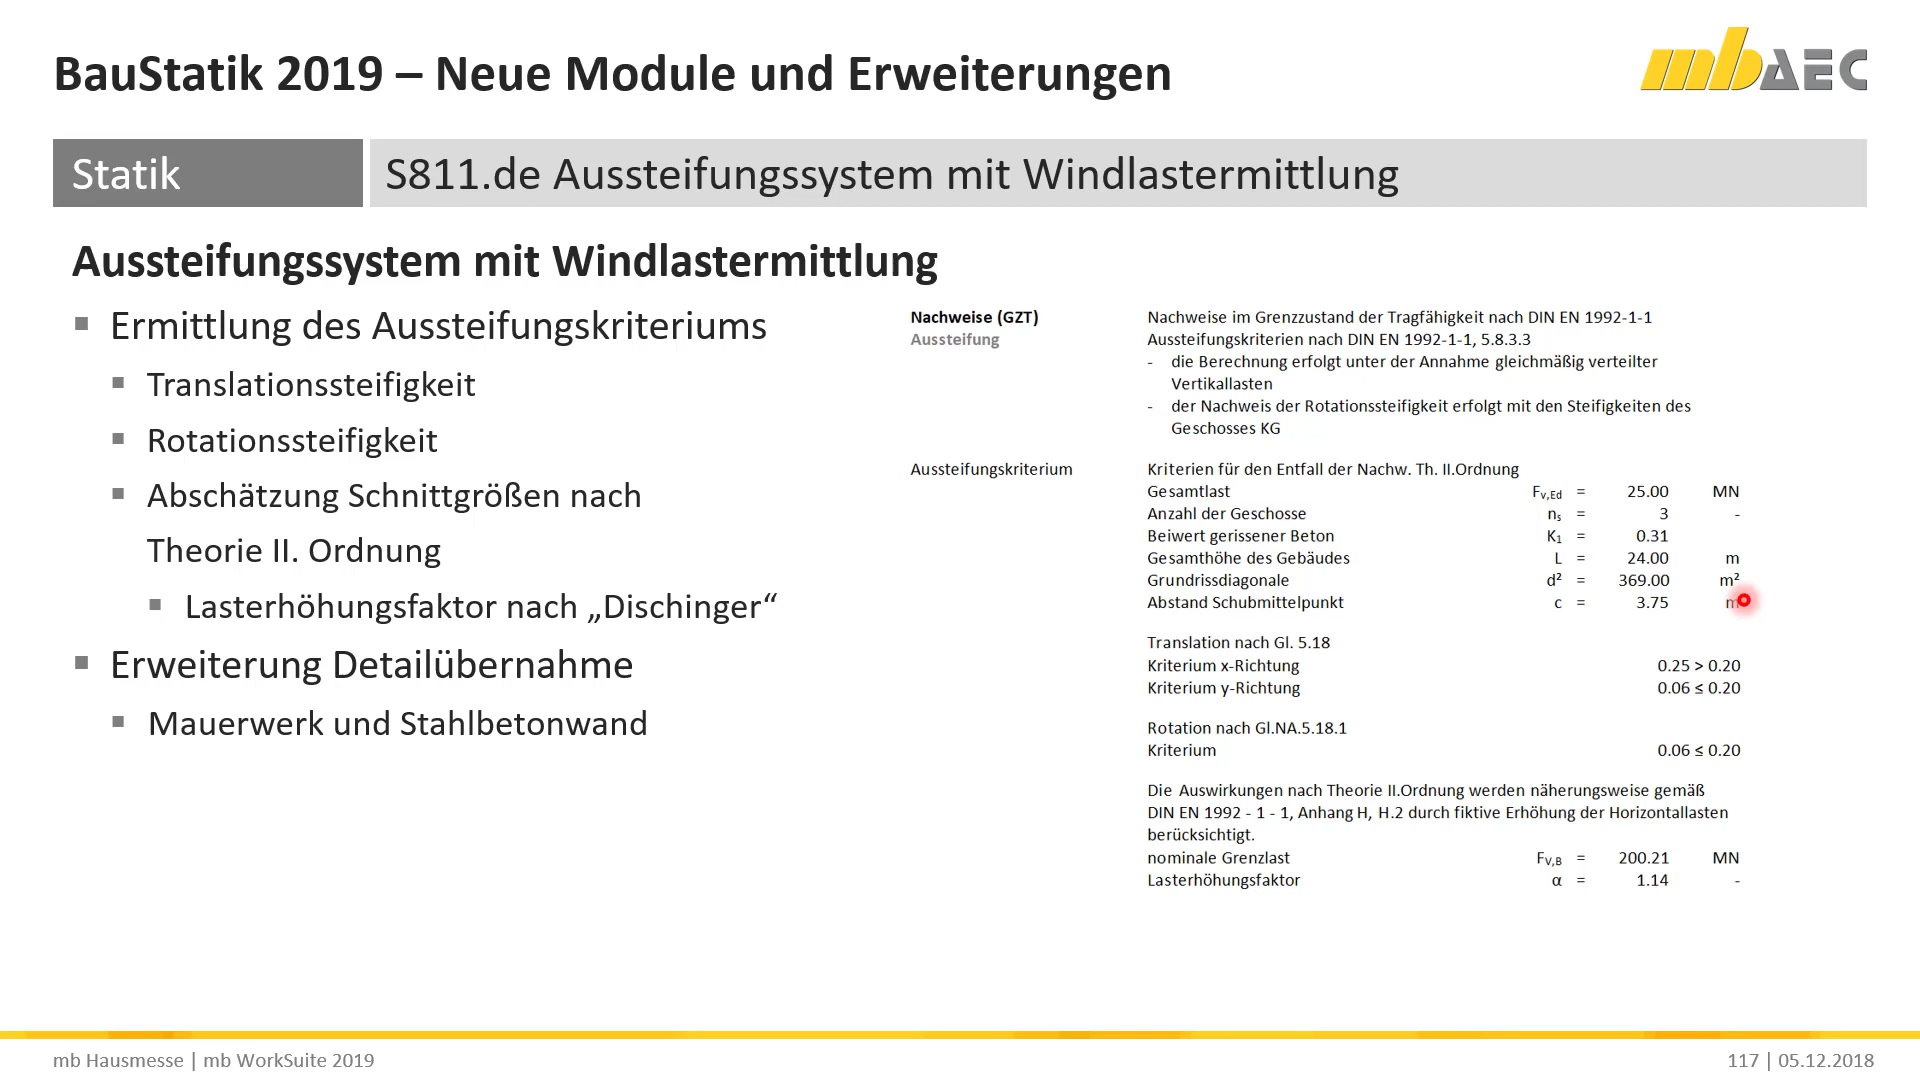 BauStatik 2019 – Neue Module und Erweiterungen
mbAEC
Statik
S811.de Aussteifungssystem mit Windlastermittlung
Aussteifungssystem mit Windlastermittlung
Ermittlung des Aussteifungskriteriums
Translationssteifigkeit
Rotationssteifigkeit
Abschätzung Schnittgrößen nach
Theorie II. Ordnung
Lasterhöhungsfaktor nach „Dischinger“
Erweiterung Detailübernahme
Mauerwerk und Stahlbetonwand
Nachweise (GZT) Nachweise im Grenzzustand der Tragfähigkeit nach DIN EN 1992-1-1
Aussteifung Aussteifungskriterien nach DIN EN 1992-1-1, 5.8.3.3
- die Berechnung erfolgt unter der Annahme gleichmäßig verteilter
Vertikallasten
- der Nachweis der Rotationssteifigkeit erfolgt mit den Steifigkeiten des
Geschosses KG
Aussteifungskriterium Kriterien für den Entfall der Nachw. Th. II.Ordnung
Gesamtlast Fv,Ed = 25.00 MN
Anzahl der Geschosse ns = 3 -
Beiwert gerissener Beton K1 = 0.31
Gesamthöhe des Gebäudes L = 24.00 m
Grundrissdiagonale d² = 369.00 m²
Abstand Schubmittelpunkt c = 3.75 m
Translation nach Gl. 5.18
Kriterium x-Richtung 0.25 > 0.20
Kriterium y-Richtung 0.06 ≤ 0.20
Rotation nach Gl.NA.5.18.1
Kriterium 0.06 ≤ 0.20
Die Auswirkungen nach Theorie II.Ordnung werden näherungsweise gemäß
DIN EN 1992 - 1 - 1, Anhang H, H.2 durch fiktive Erhöhung der Horizontallasten
berücksichtigt.
nominale Grenzlast FV,B = 200.21 MN
Lasterhöhungsfaktor α = 1.14 -
mb Hausmesse | mb WorkSuite 2019
117 | 05.12.2018